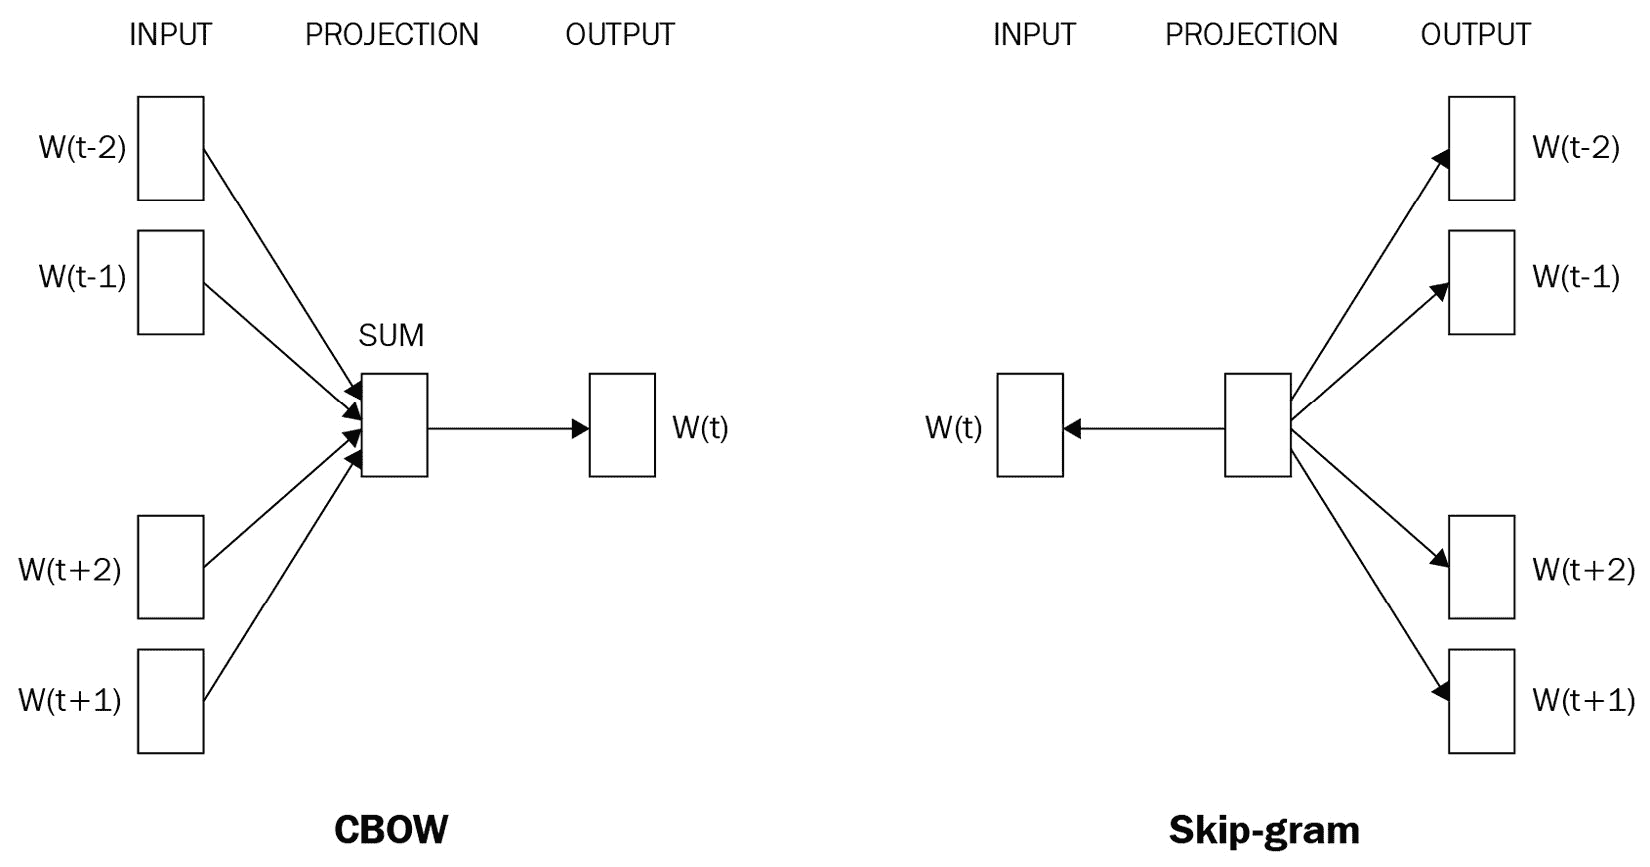 INPUT PROJECTION OUTPUT
W(t-2)
W(t-1)
SUM
W(t)
W(t+2)
W(t+1)
CBOW
INPUT PROJECTION OUTPUT
W(t-2)
W(t-1)
W(t)
W(t+2)
W(t+1)
Skip-gram